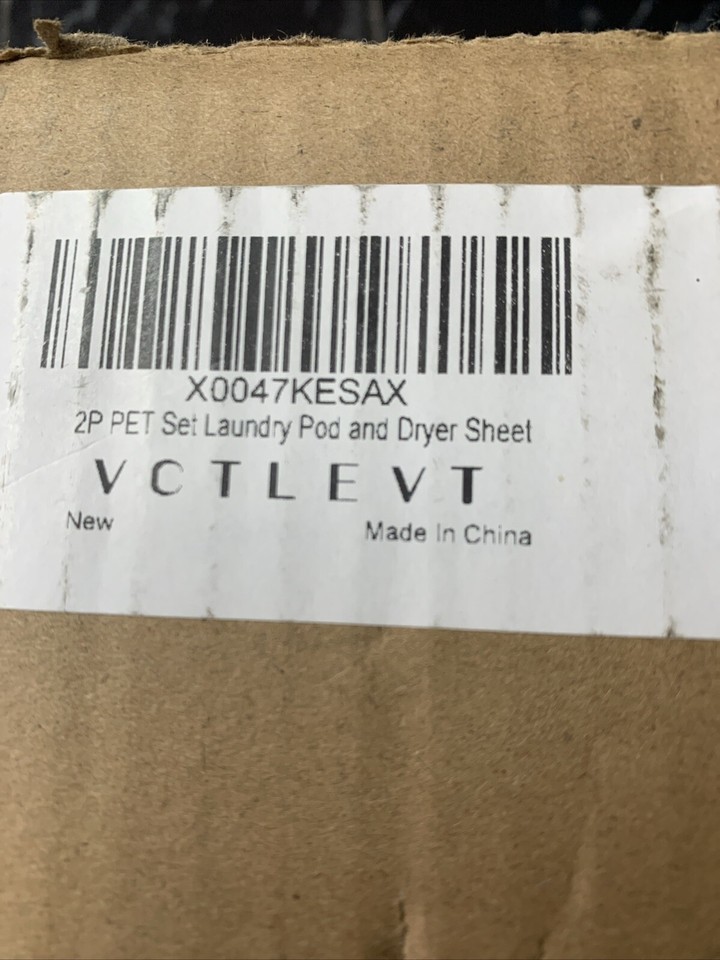 X0047KESAX
2P PET Set Laundry Pod and Dryer Sheet
VCTLEVT
New
Made In China